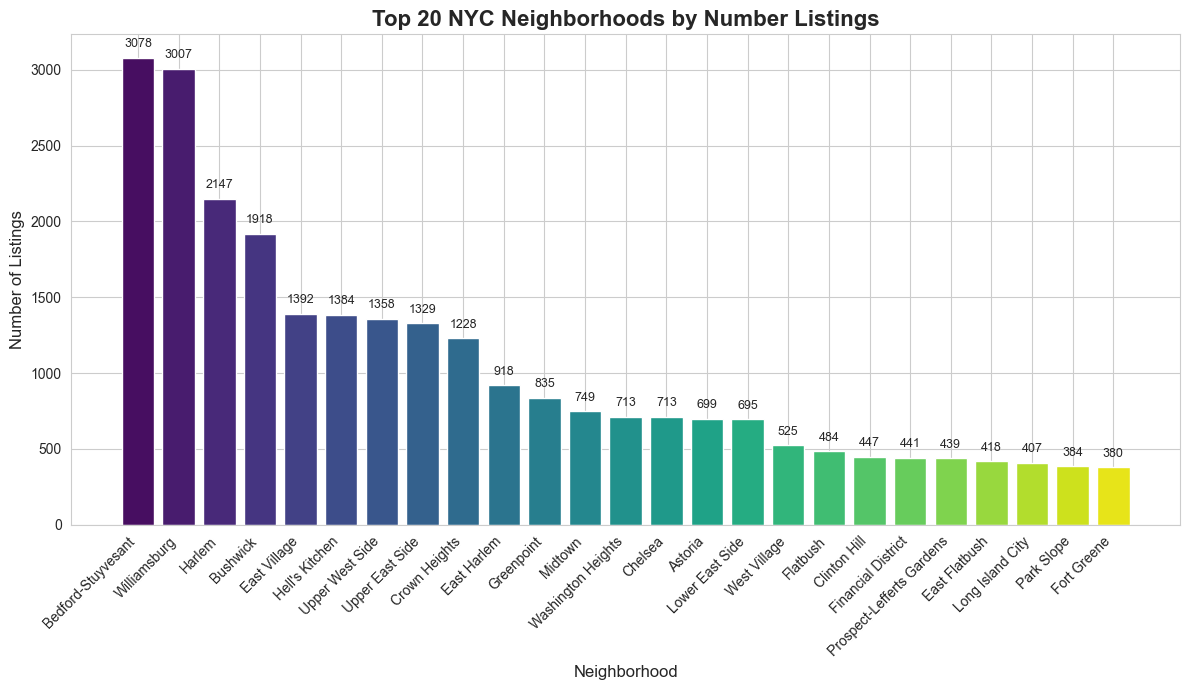 Top 20 NYC Neighborhoods by Number Listings
Number of Listings
3000
2500
2000
1500
1000
500
0
3078
3007
2147
1918
1392
1384
1358
1329
1228
918
835
749
713
713
699
695
525
484
447
441
439
418
407
384
380
Bedford-Stuyvesant
Williamsburg
Harlem
Bushwick
East Village
Hell's Kitchen
Upper West Side
Upper East Side
Crown Heights
East Harlem
Greenpoint
Midtown
Washington Heights
Chelsea
Astoria
Lower East Side
West Village
Flatbush
Clinton Hill
Financial District
Prospect-Lefferts Gardens
East Flatbush
Long Island City
Park Slope
Fort Greene
Neighborhood